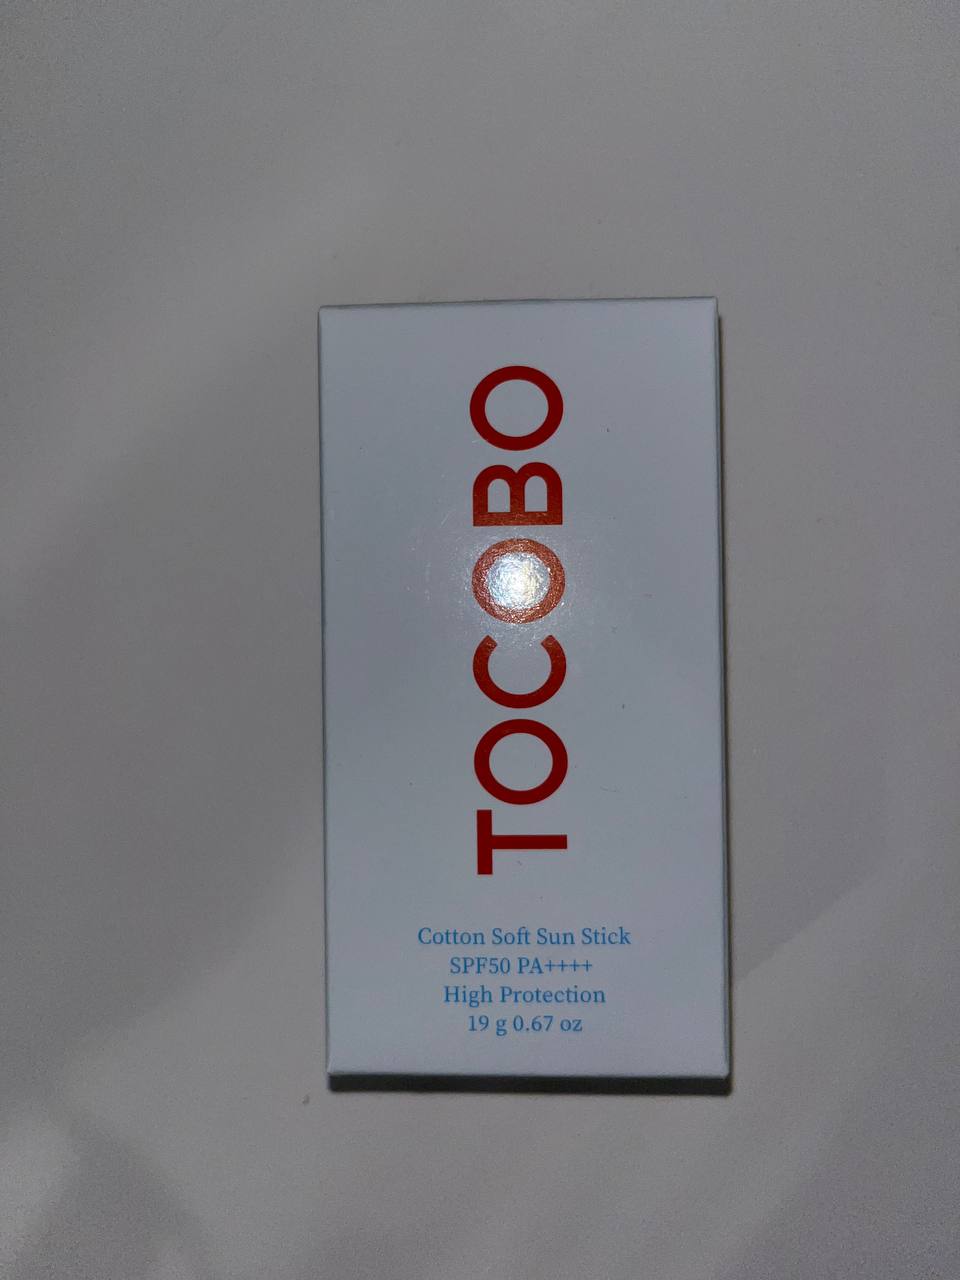 TOCOBO
Cotton Soft Sun Stick
SPF50 PA++++
High Protection
19 g 0.67 oz